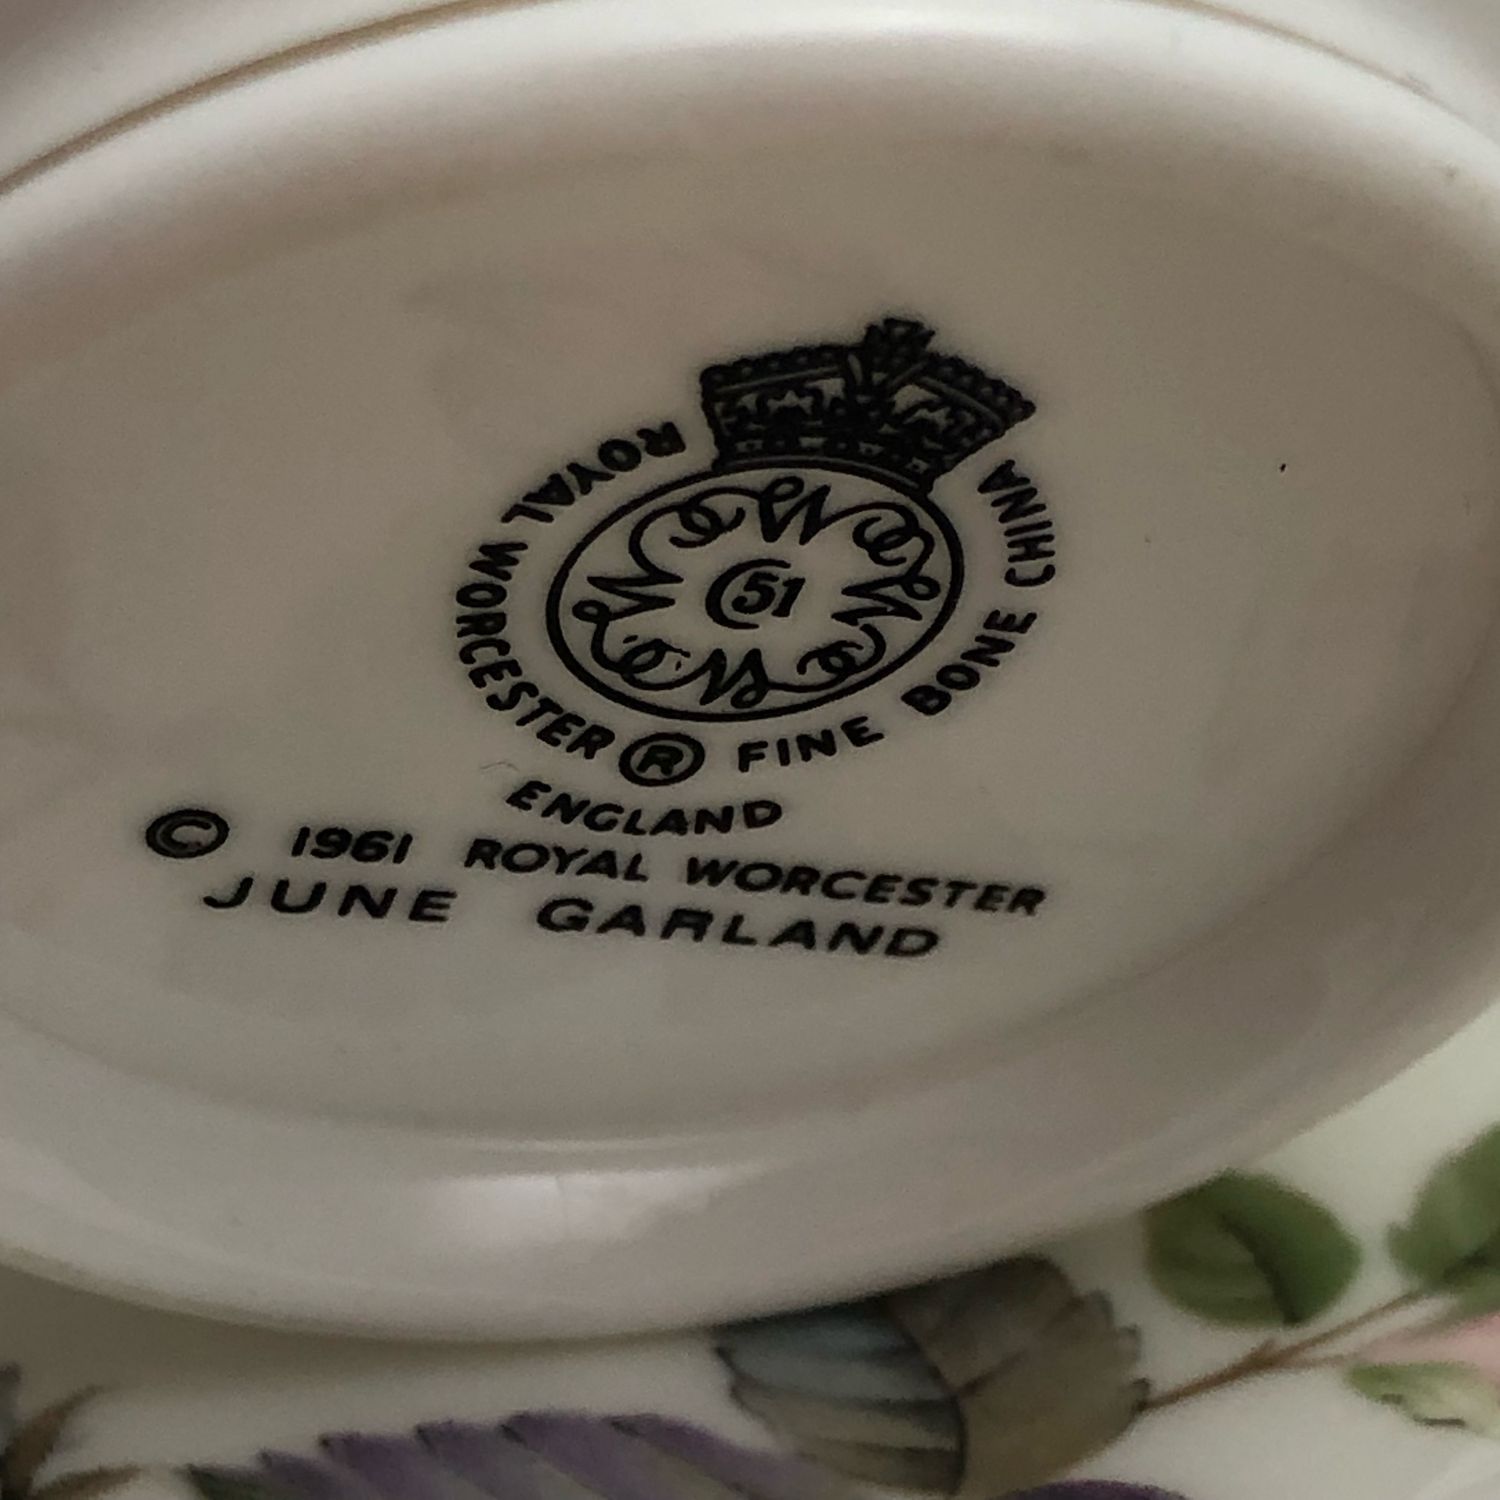 ROYAL WORCESTER ® FINE BONE CHINA
51
ENGLAND
© 1961 ROYAL WORCESTER
JUNE GARLAND